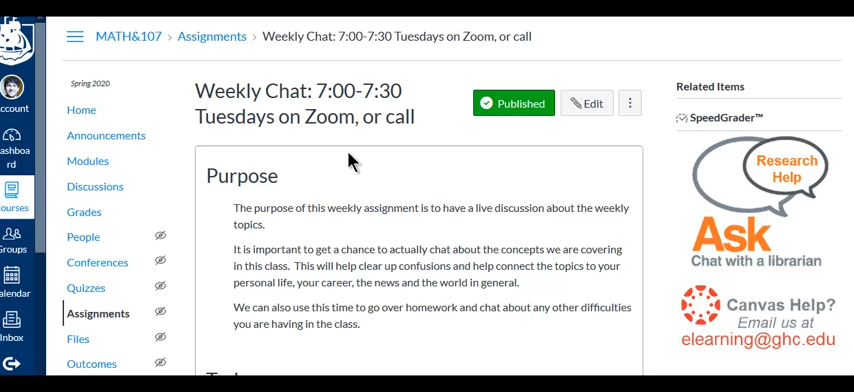 MATH&107 > Assignments > Weekly Chat: 7:00-7:30 Tuesdays on Zoom, or call
ccount
ashboa
rd
ourses
Groups
alendar
Inbox
Spring 2020
Home
Announcements
Modules
Discussions
Grades
People
Conferences
Quizzes
Assignments
Files
Outcomes
Weekly Chat: 7:00-7:30
Tuesdays on Zoom, or call
Published
Edit
Purpose
The purpose of this weekly assignment is to have a live discussion about the weekly
topics.
It is important to get a chance to actually chat about the concepts we are covering
in this class. This will help clear up confusions and help connect the topics to your
personal life, your career, the news and the world in general.
We can also use this time to go over homework and chat about any other difficulties
you are having in the class.
Related Items
SpeedGrader™
Research
Help
Ask
Chat with a librarian
Canvas Help?
Email us at
elearning@ghc.edu